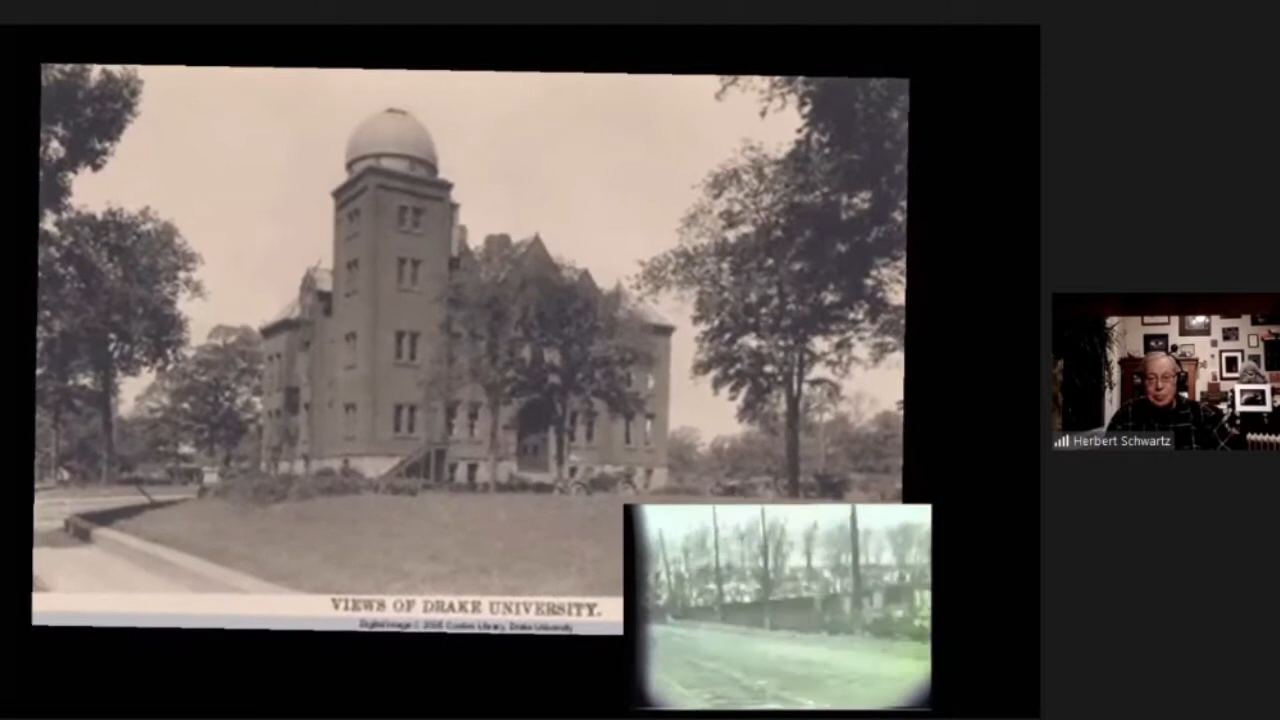 VIEWS OF DRAKE UNIVERSITY.
Digital Image © 2005 Cowles Library, Drake University
Herbert Schwartz